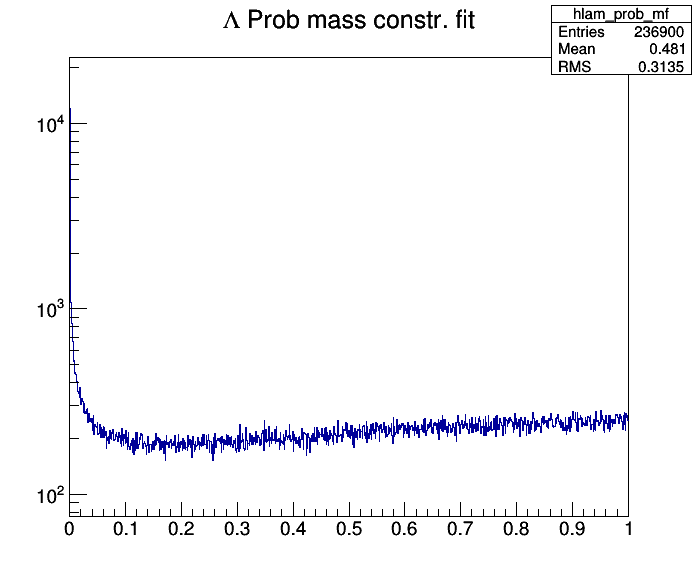 Λ Prob mass constr. fit
hlam_prob_mf
Entries 236900
Mean 0.481
RMS 0.3135
10⁴
10³
10²
0 0.1 0.2 0.3 0.4 0.5 0.6 0.7 0.8 0.9 1